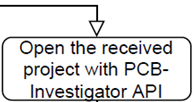 Open the received
project with PCB-
Investigator API